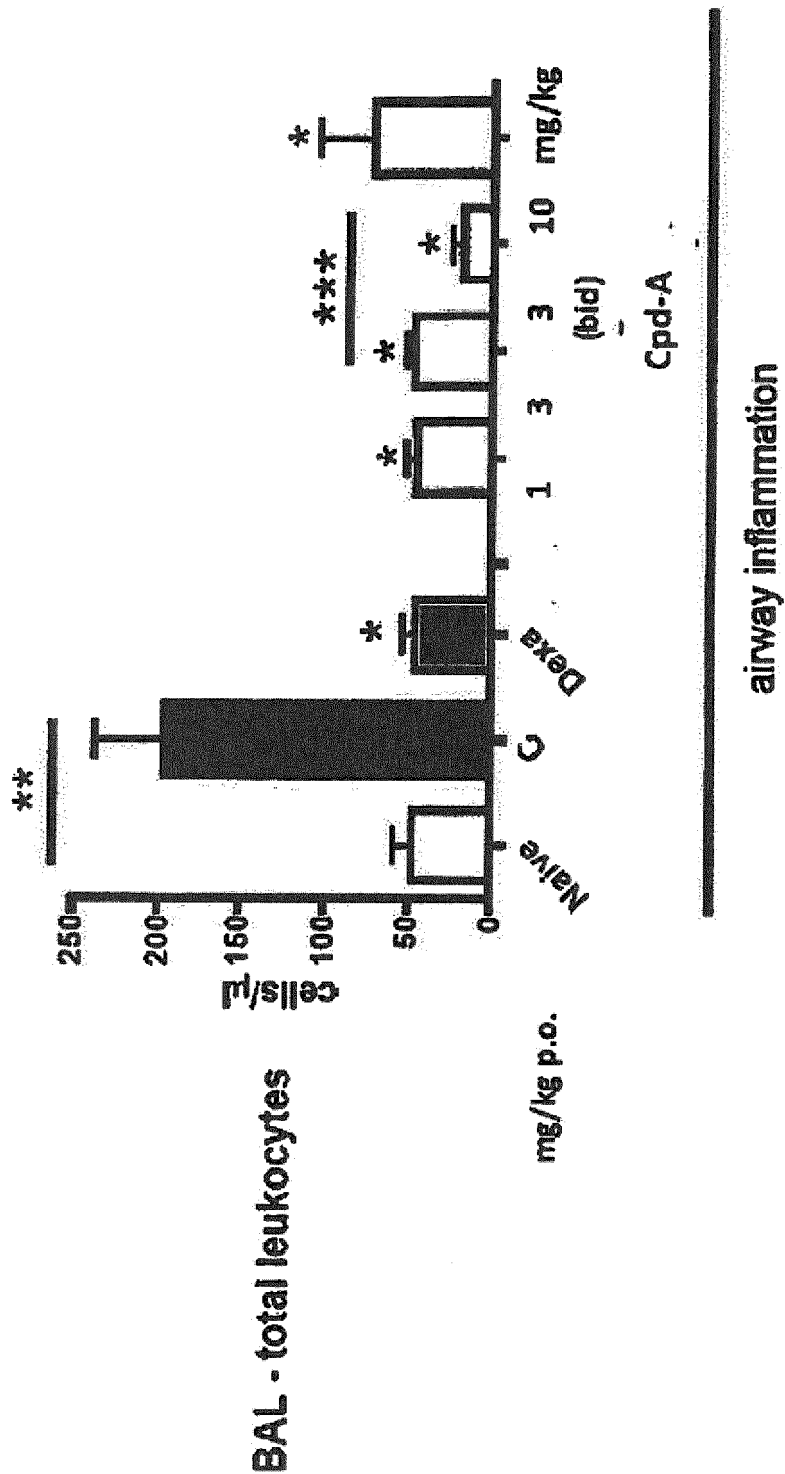 BAL - total leukocytes
cells/µl
250
200
150
100
50
0
**
*
*
*
***
*
*
Naive
C
Dexa
1
3
3
10
mg/kg
(bid)
Cpd-A
mg/kg p.o.
airway inflammation